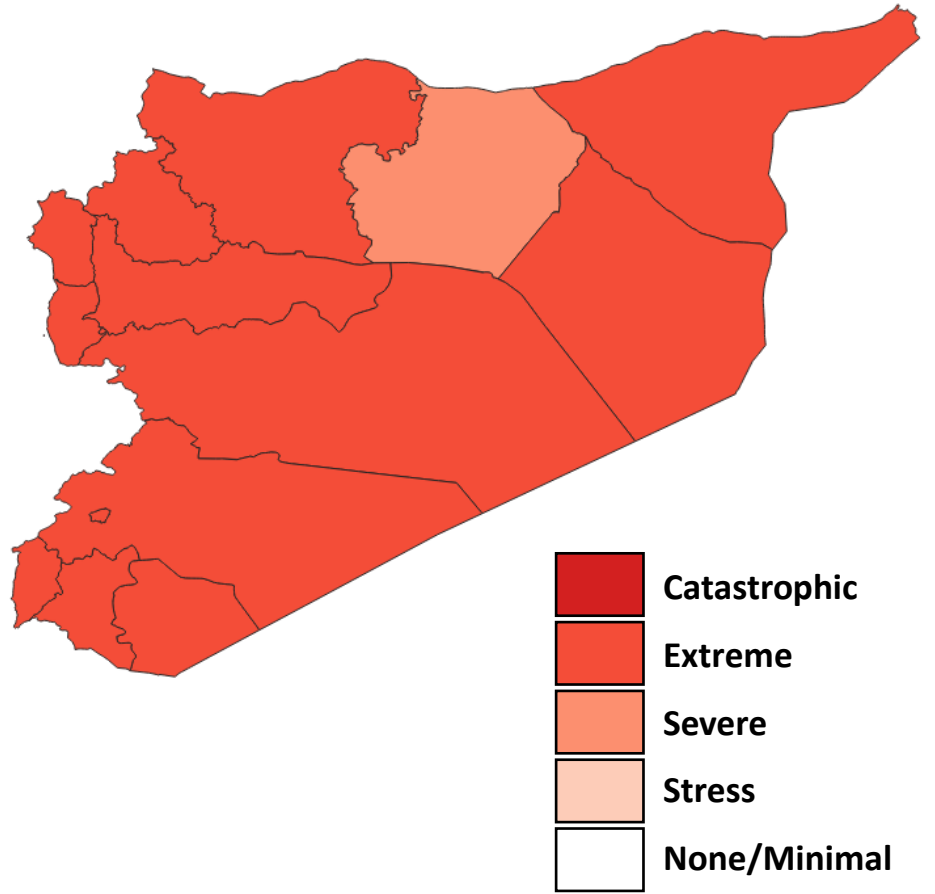 Catastrophic
Extreme
Severe
Stress
None/Minimal